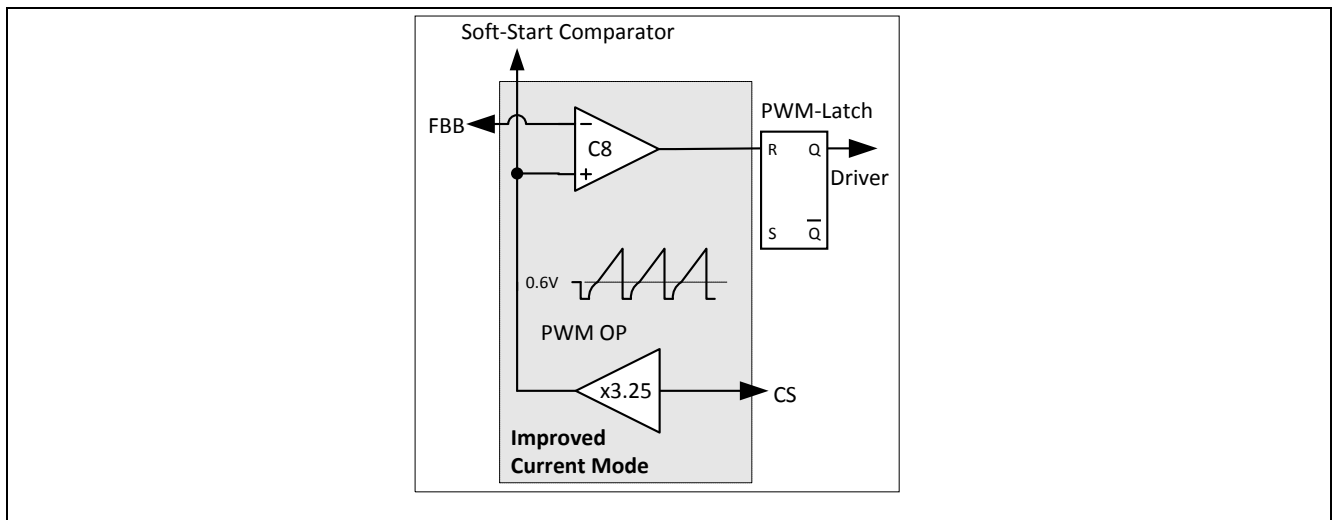 Soft-Start Comparator
FBB
−
C8
+
PWM-Latch
R Q
Driver
S Q̅
0.6V
PWM OP
x3.25
CS
Improved
Current Mode